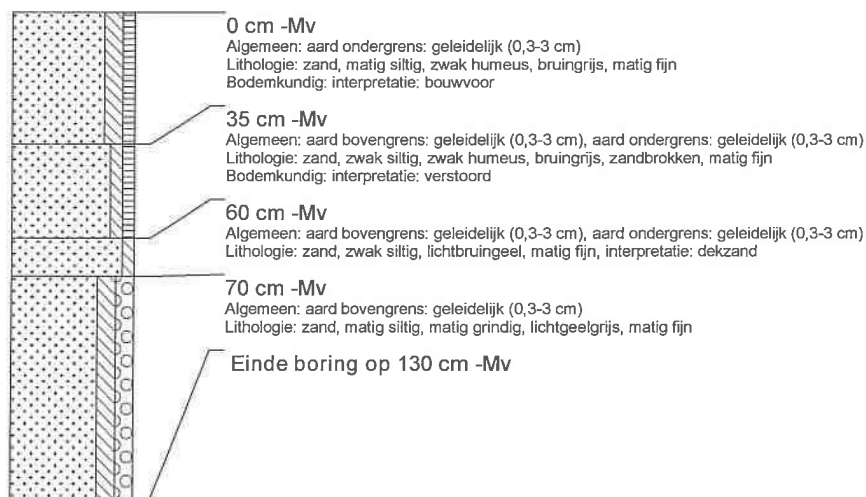 0 cm -Mv
Algemeen: aard ondergrens: geleidelijk (0,3-3 cm)
Lithologie: zand, matig siltig, zwak humeus, bruingrijs, matig fijn
Bodemkundig: interpretatie: bouwvoor
35 cm -Mv
Algemeen: aard bovengrens: geleidelijk (0,3-3 cm), aard ondergrens: geleidelijk (0,3-3 cm)
Lithologie: zand, zwak siltig, zwak humeus, bruingrijs, zandbrokken, matig fijn
Bodemkundig: interpretatie: verstoord
60 cm -Mv
Algemeen: aard bovengrens: geleidelijk (0,3-3 cm), aard ondergrens: geleidelijk (0,3-3 cm)
Lithologie: zand, zwak siltig, lichtbruingeel, matig fijn, interpretatie: dekzand
70 cm -Mv
Algemeen: aard bovengrens: geleidelijk (0,3-3 cm)
Lithologie: zand, matig siltig, matig grindig, lichtgeelgrijs, matig fijn
Einde boring op 130 cm -Mv